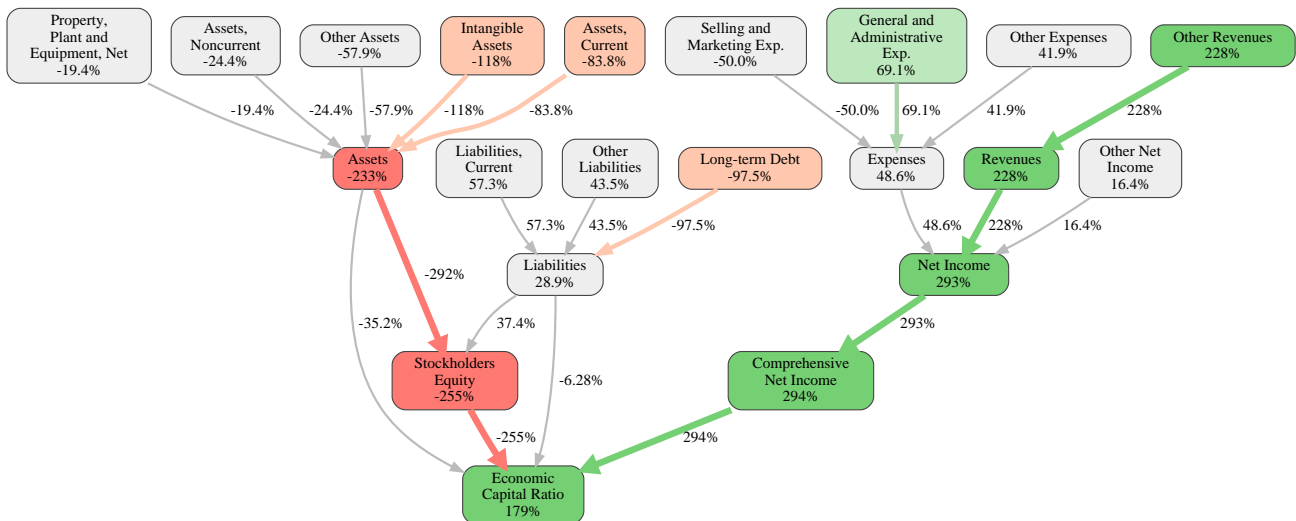 Property,
Plant and
Equipment, Net
-19.4%
Assets,
Noncurrent
-24.4%
Other Assets
-57.9%
Intangible
Assets
-118%
Assets,
Current
-83.8%
Selling and
Marketing Exp.
-50.0%
General and
Administrative
Exp.
69.1%
Other Expenses
41.9%
Other Revenues
228%
-19.4%
-24.4%
-57.9%
-118%
-83.8%
-50.0%
69.1%
41.9%
228%
Assets
-233%
Liabilities,
Current
57.3%
Other
Liabilities
43.5%
Long-term Debt
-97.5%
Expenses
48.6%
Revenues
228%
Other Net
Income
16.4%
57.3%
43.5%
-97.5%
48.6%
228%
16.4%
-292%
Liabilities
28.9%
Net Income
293%
-35.2%
37.4%
293%
Stockholders
Equity
-255%
-6.28%
Comprehensive
Net Income
294%
-255%
294%
Economic
Capital Ratio
179%